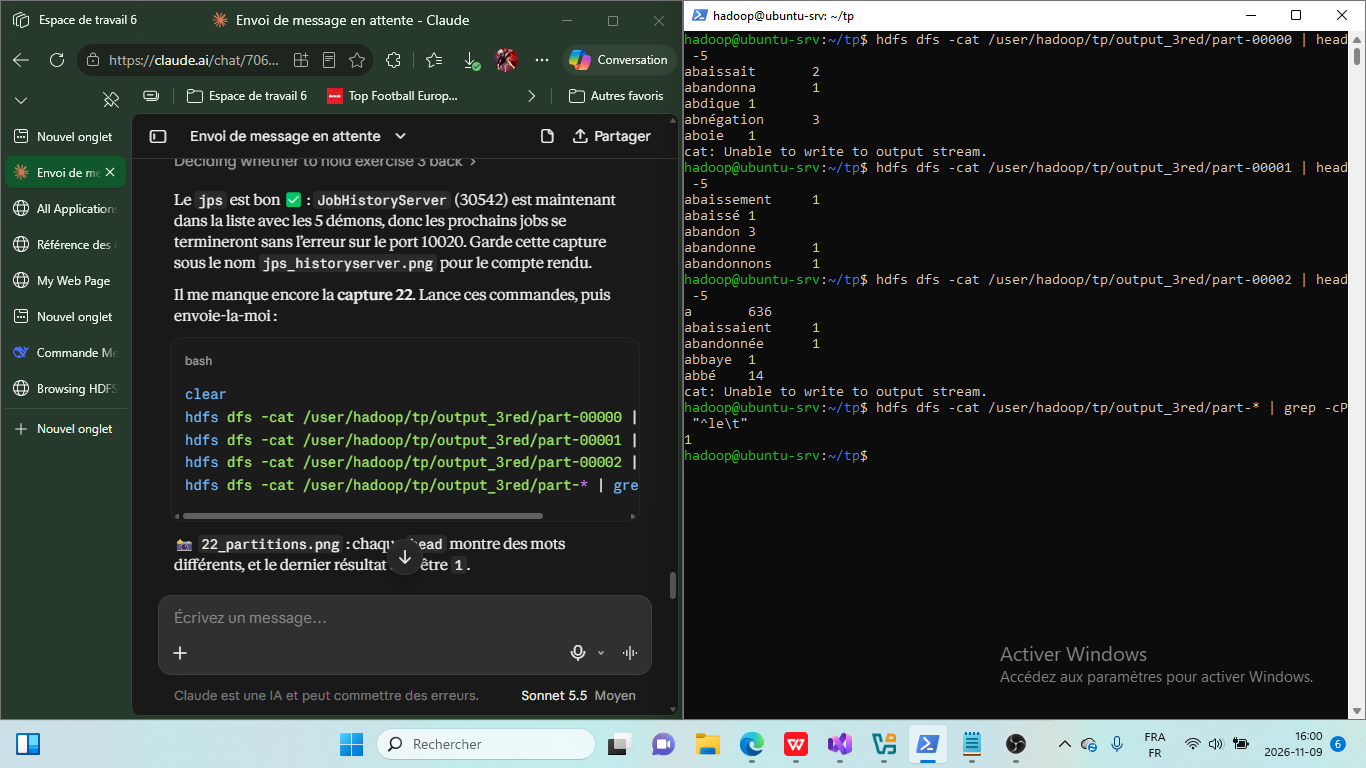 Espace de travail 6
Envoi de message en attente - Claude
https://claude.ai/chat/706...
Conversation
Espace de travail 6
Top Football Europ...
Autres favoris
Nouvel onglet
Envoi de me
All Applications
Référence des
My Web Page
Nouvel onglet
Commande Me
Browsing HDFS
Nouvel onglet
Envoi de message en attente
Partager
Deciding whether to hold exercise 3 back >
Le jps est bon ✅ : JobHistoryServer (30542) est maintenant
dans la liste avec les 5 démons, donc les prochains jobs se
termineront sans l'erreur sur le port 10020. Garde cette capture
sous le nom jps_historyserver.png pour le compte rendu.
Il me manque encore la capture 22. Lance ces commandes, puis
envoie-la-moi :
bash
clear
hdfs dfs -cat /user/hadoop/tp/output_3red/part-00000 |
hdfs dfs -cat /user/hadoop/tp/output_3red/part-00001 |
hdfs dfs -cat /user/hadoop/tp/output_3red/part-00002 |
hdfs dfs -cat /user/hadoop/tp/output_3red/part-* | gre
📸 22_partitions.png : chaque head montre des mots
différents, et le dernier résultat être 1.
Écrivez un message...
Claude est une IA et peut commettre des erreurs.
Sonnet 5.5 Moyen
hadoop@ubuntu-srv: ~/tp
hadoop@ubuntu-srv:~/tp$ hdfs dfs -cat /user/hadoop/tp/output_3red/part-00000 | head
-5
abaissait 2
abandonna 1
abdique 1
abnégation 3
aboie 1
cat: Unable to write to output stream.
hadoop@ubuntu-srv:~/tp$ hdfs dfs -cat /user/hadoop/tp/output_3red/part-00001 | head
-5
abaissement 1
abaissé 1
abandon 3
abandonne 1
abandonnons 1
hadoop@ubuntu-srv:~/tp$ hdfs dfs -cat /user/hadoop/tp/output_3red/part-00002 | head
-5
a 636
abaissaient 1
abandonnée 1
abbaye 1
abbé 14
cat: Unable to write to output stream.
hadoop@ubuntu-srv:~/tp$ hdfs dfs -cat /user/hadoop/tp/output_3red/part-* | grep -cP
"^le\t"
1
hadoop@ubuntu-srv:~/tp$
Activer Windows
Accédez aux paramètres pour activer Windows.
Rechercher
FRA
FR
16:00
2026-11-09
6